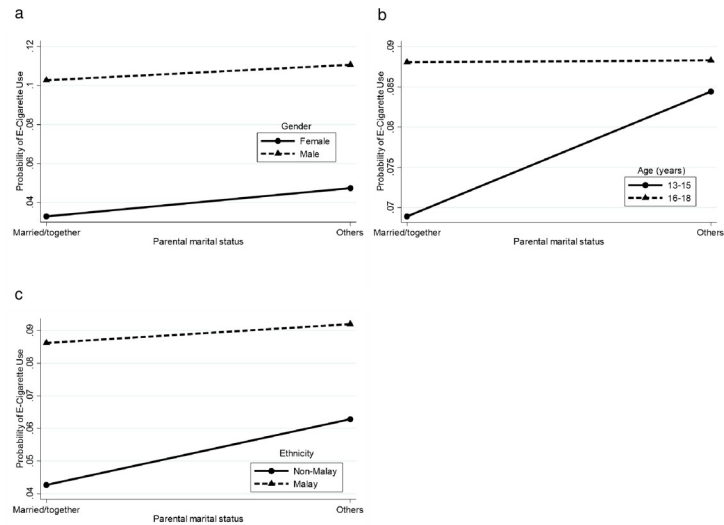 a
.12
.1
.08
.06
.04
Probability of E-Cigarette Use
Gender
Female
Male
Married/together
Others
Parental marital status
b
.09
.085
.08
.075
.07
Probability of E-Cigarette Use
Age (years)
13-15
16-18
Married/together
Others
Parental marital status
c
.09
.08
.07
.06
.05
.04
Probability of E-Cigarette Use
Ethnicity
Non-Malay
Malay
Married/together
Others
Parental marital status